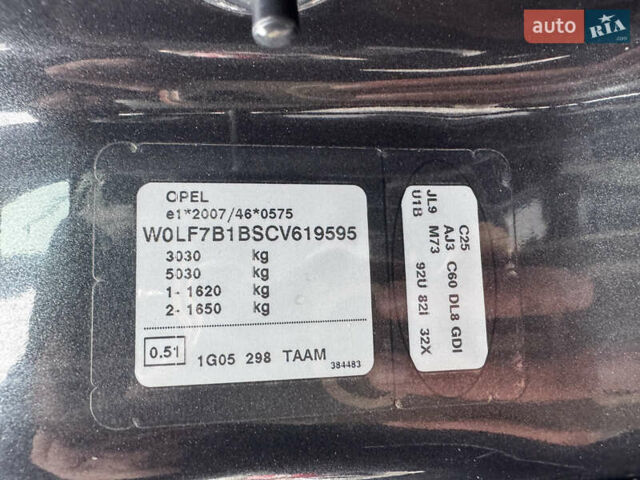 auto RIA
.com
OPEL
e1*2007/46*0575
W0LF7B1BSCV619595
3030 kg
5030 kg
1- 1620 kg
2- 1650 kg
0.51 1G05 298 TAAM
384483
C25 AJ3 C60 DL8 GDI
JL9 M73 92U 82I 32X
U1B